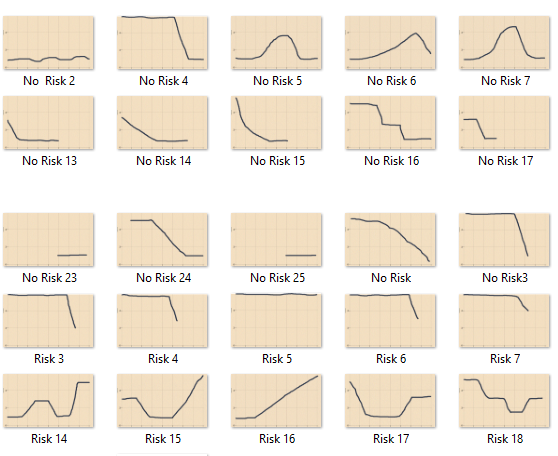 No  Risk 2
No Risk 4
No Risk 5
No Risk 6
No Risk 7
No Risk 13
No Risk 14
No Risk 15
No Risk 16
No Risk 17
No Risk 23
No Risk 24
No Risk 25
No Risk
No Risk3
Risk 3
Risk 4
Risk 5
Risk 6
Risk 7
Risk 14
Risk 15
Risk 16
Risk 17
Risk 18